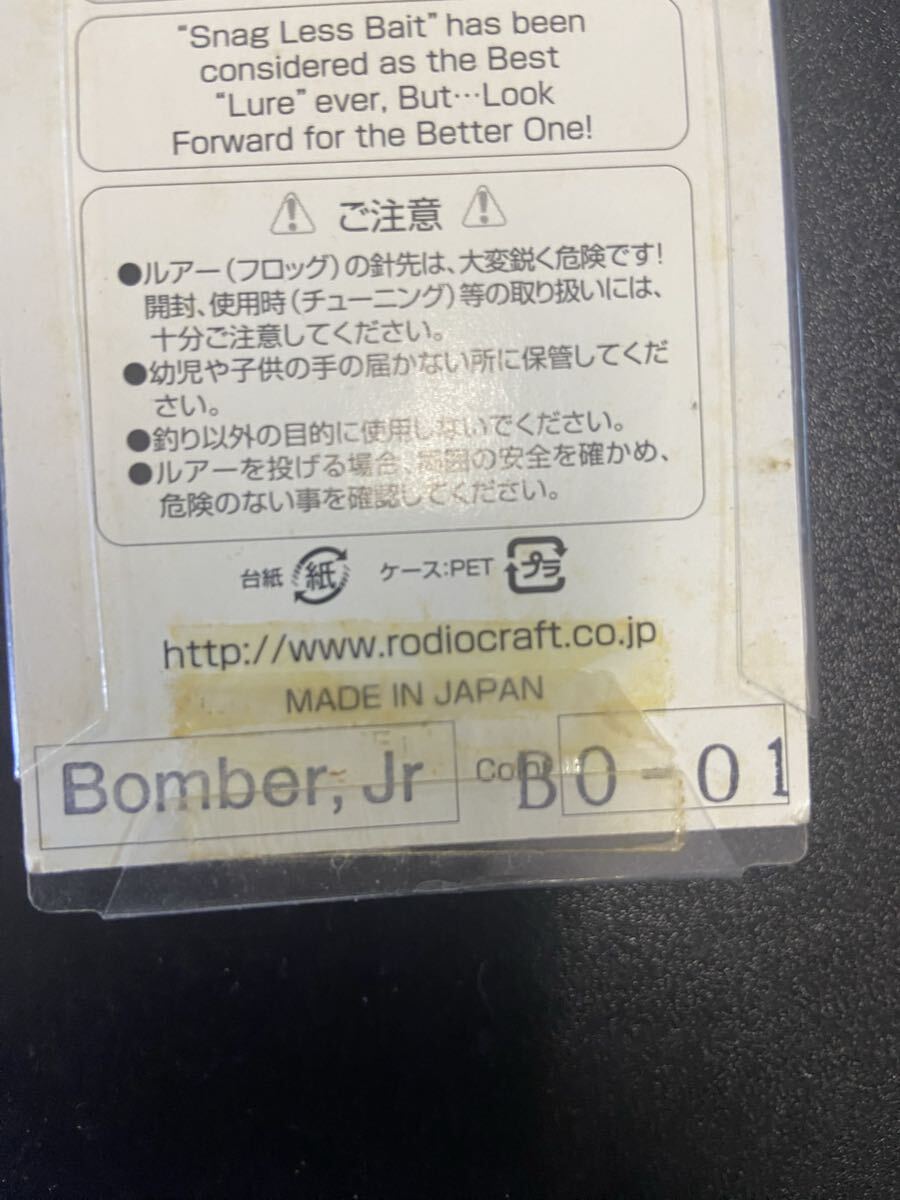 “Snag Less Bait” has been
considered as the Best
“Lure” ever, But…Look
Forward for the Better One!
ご注意
●ルアー（フロッグ）の針先は、大変鋭く危険です！
開封、使用時（チューニング）等の取り扱いには、
十分ご注意してください。
●幼児や子供の手の届かない所に保管してくだ
さい。
●釣り以外の目的に使用しないでください。
●ルアーを投げる場合、周囲の安全を確かめ、
危険のない事を確認してください。
台紙 紙 ケース:PET プラ
http://www.rodiocraft.co.jp
MADE IN JAPAN
Bomber, Jr Color BO-01